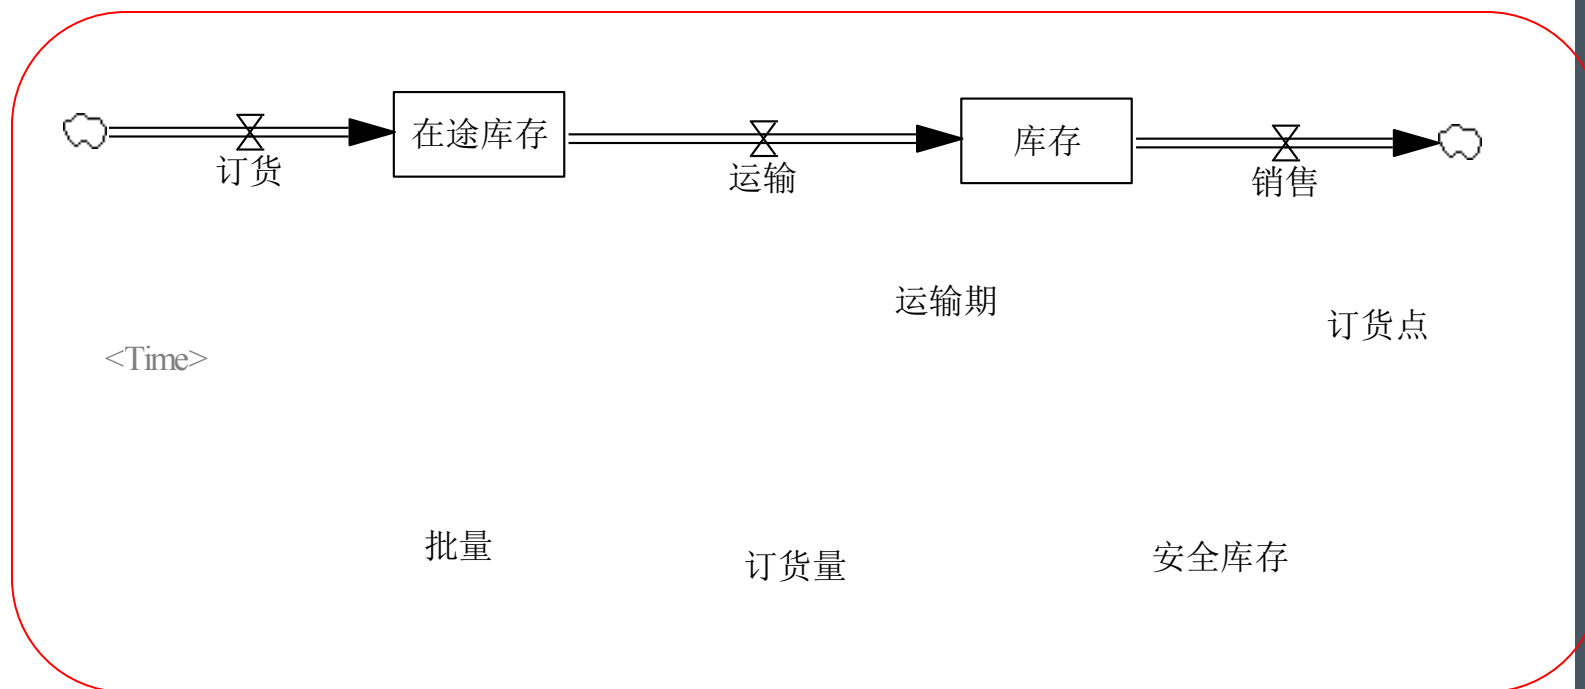 在途库存
库存
订货
运输
销售
运输期
订货点
<Time>
批量
订货量
安全库存